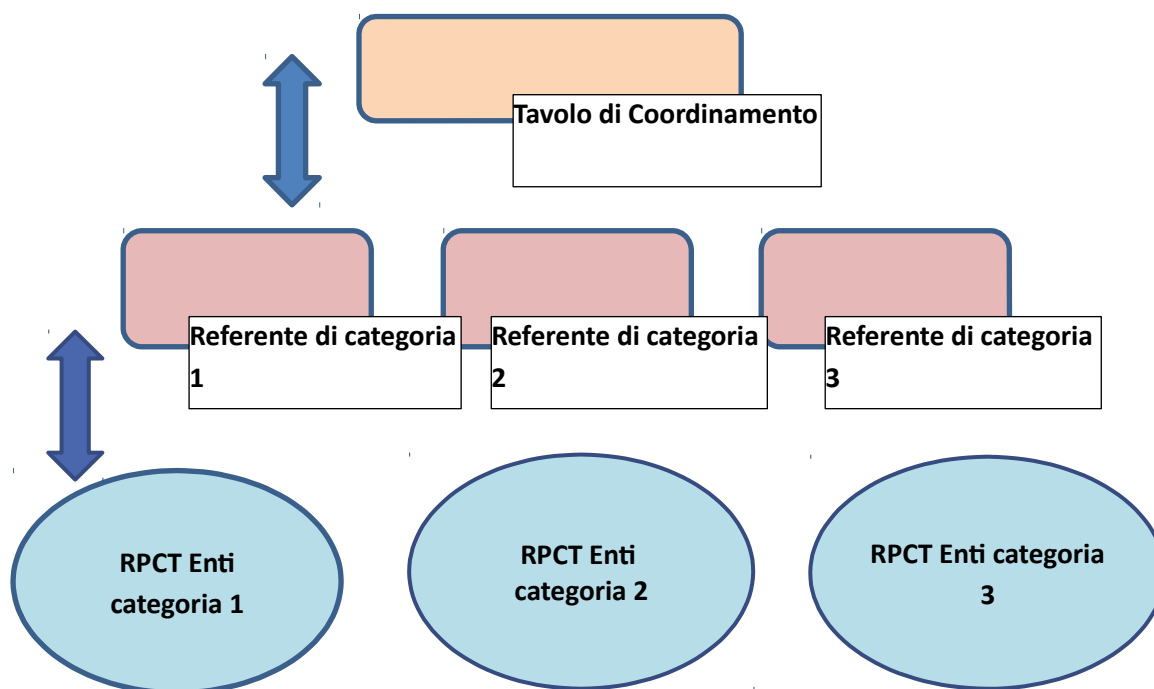 Tavolo di Coordinamento
Referente di categoria
1
Referente di categoria
2
Referente di categoria
3
RPCT Enti
categoria 1
RPCT Enti
categoria 2
RPCT Enti categoria
3